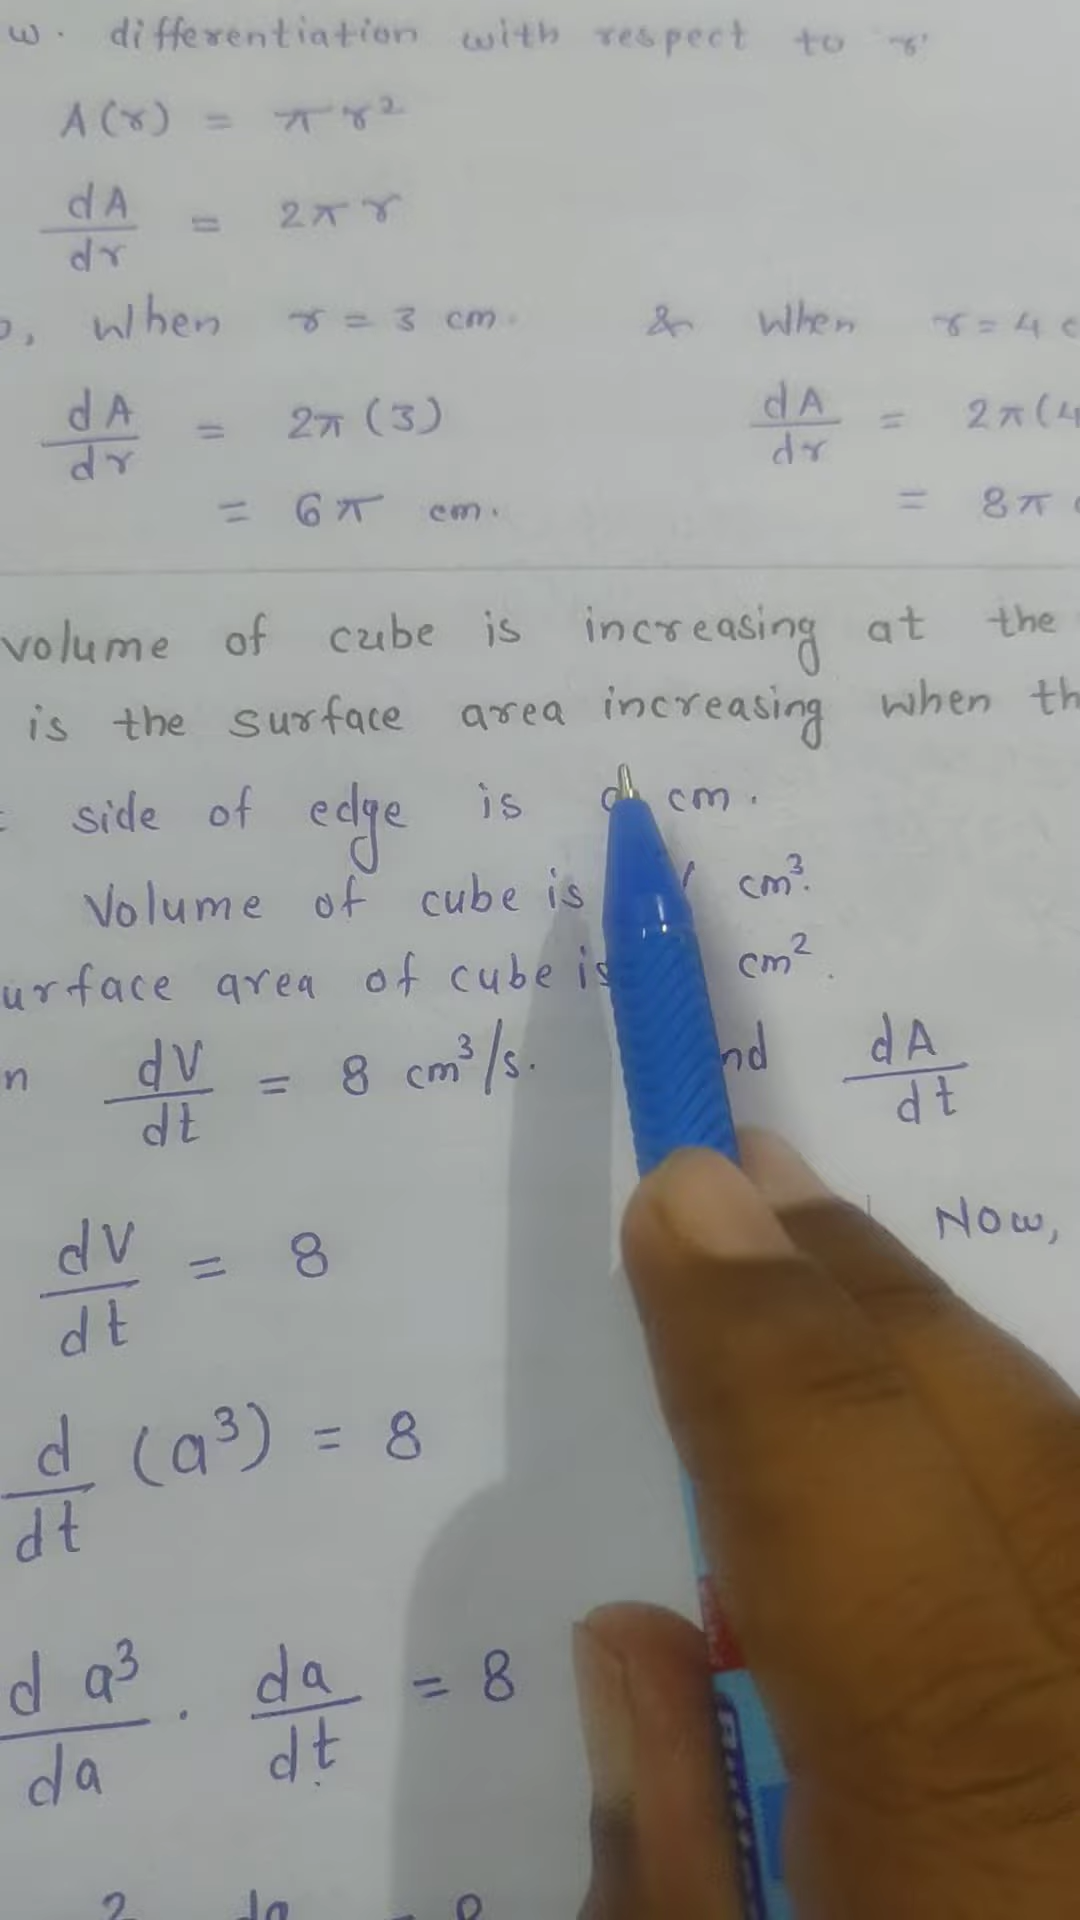 w. differentiation with respect to r.
A(r) = πr²
dA/dr = 2πr
, when r = 3 cm. & when r = 4 c
dA/dr = 2π(3) dA/dr = 2π(4
= 6π cm. = 8π
volume of cube is increasing at the
is the surface area increasing when th
side of edge is cm.
Volume of cube is cm³.
urface area of cube is cm².
n dV/dt = 8 cm³/s. nd dA/dt
dV/dt = 8 Now,
d/dt (a³) = 8
d a³/da . da/dt = 8